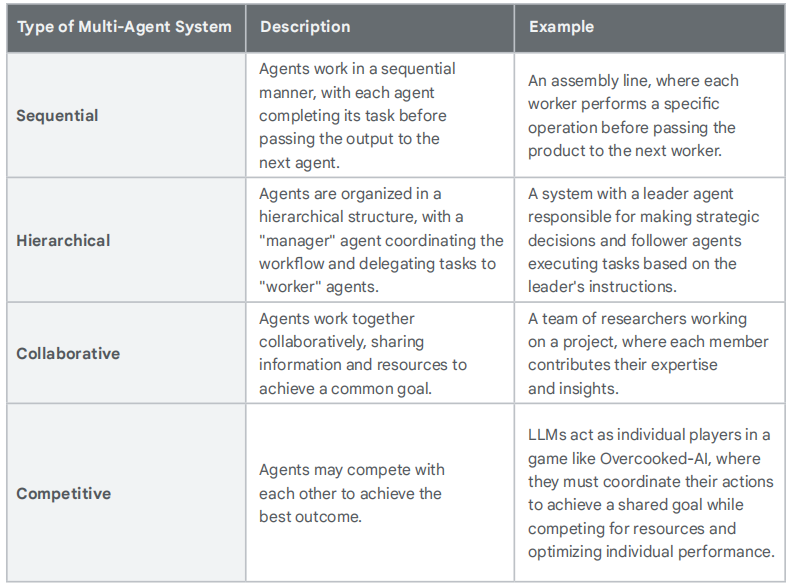 Type of Multi-Agent System
Description
Example
Sequential
Agents work in a sequential
manner, with each agent
completing its task before
passing the output to the
next agent.
An assembly line, where each
worker performs a specific
operation before passing the
product to the next worker.
Hierarchical
Agents are organized in a
hierarchical structure, with a
"manager" agent coordinating the
workflow and delegating tasks to
"worker" agents.
A system with a leader agent
responsible for making strategic
decisions and follower agents
executing tasks based on the
leader's instructions.
Collaborative
Agents work together
collaboratively, sharing
information and resources to
achieve a common goal.
A team of researchers working
on a project, where each member
contributes their expertise
and insights.
Competitive
Agents may compete with
each other to achieve the
best outcome.
LLMs act as individual players in a
game like Overcooked-AI, where
they must coordinate their actions
to achieve a shared goal while
competing for resources and
optimizing individual performance.